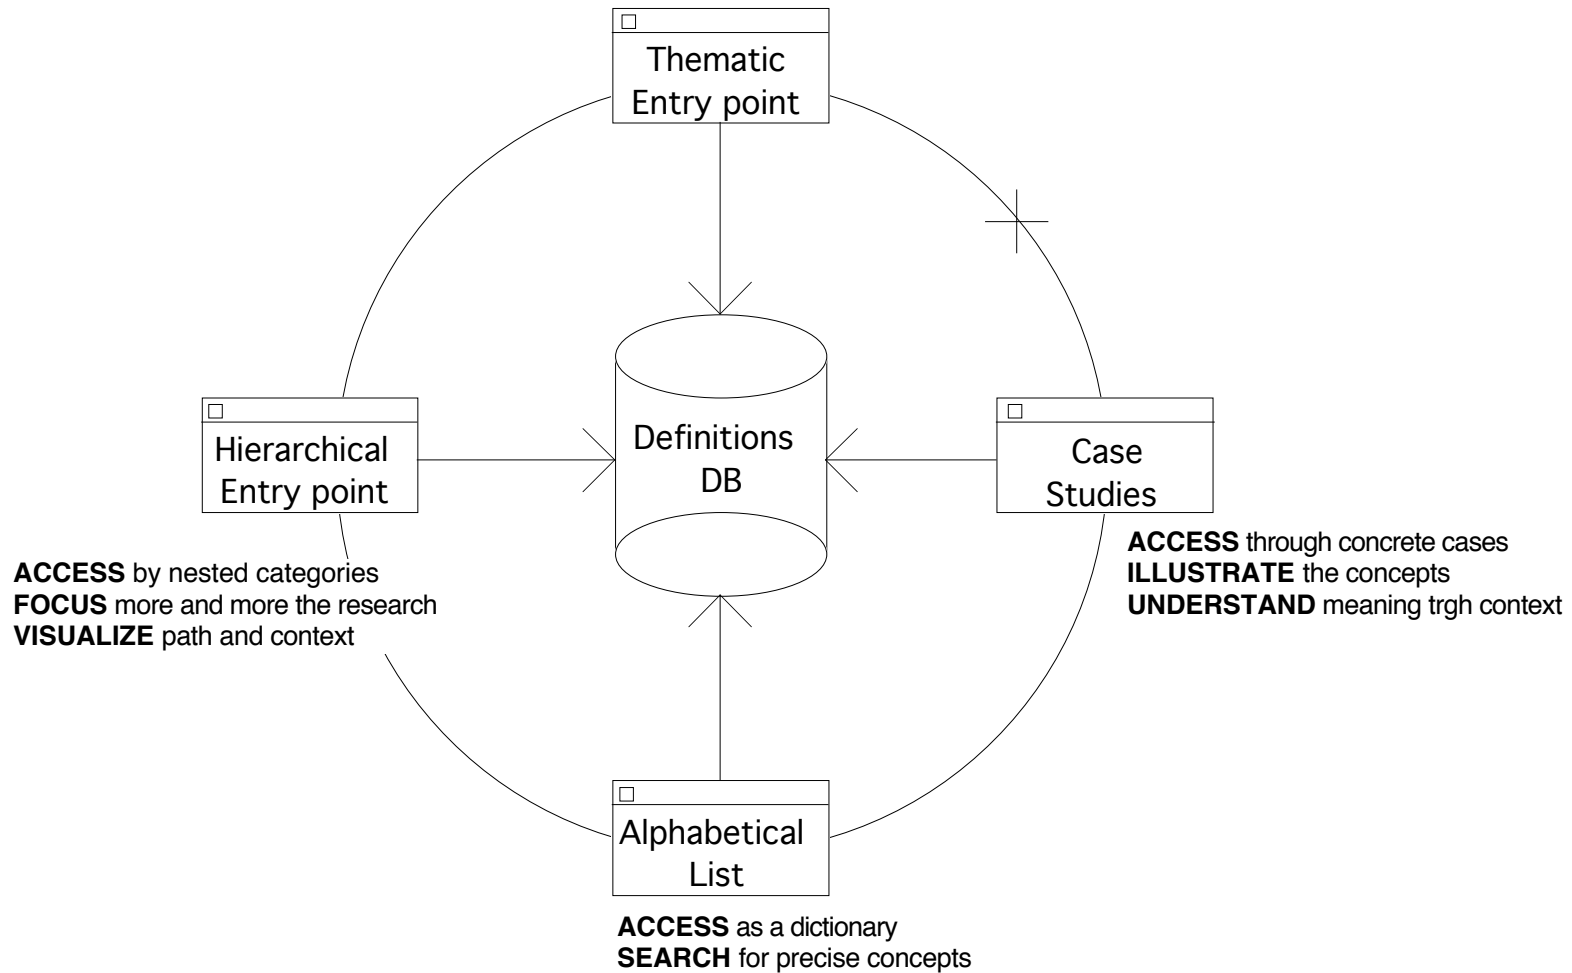 Thematic
Entry point
Hierarchical
Entry point
Definitions
DB
Case
Studies
ACCESS by nested categories
FOCUS more and more the research
VISUALIZE path and context
ACCESS through concrete cases
ILLUSTRATE the concepts
UNDERSTAND meaning trgh context
Alphabetical
List
ACCESS as a dictionary
SEARCH for precise concepts